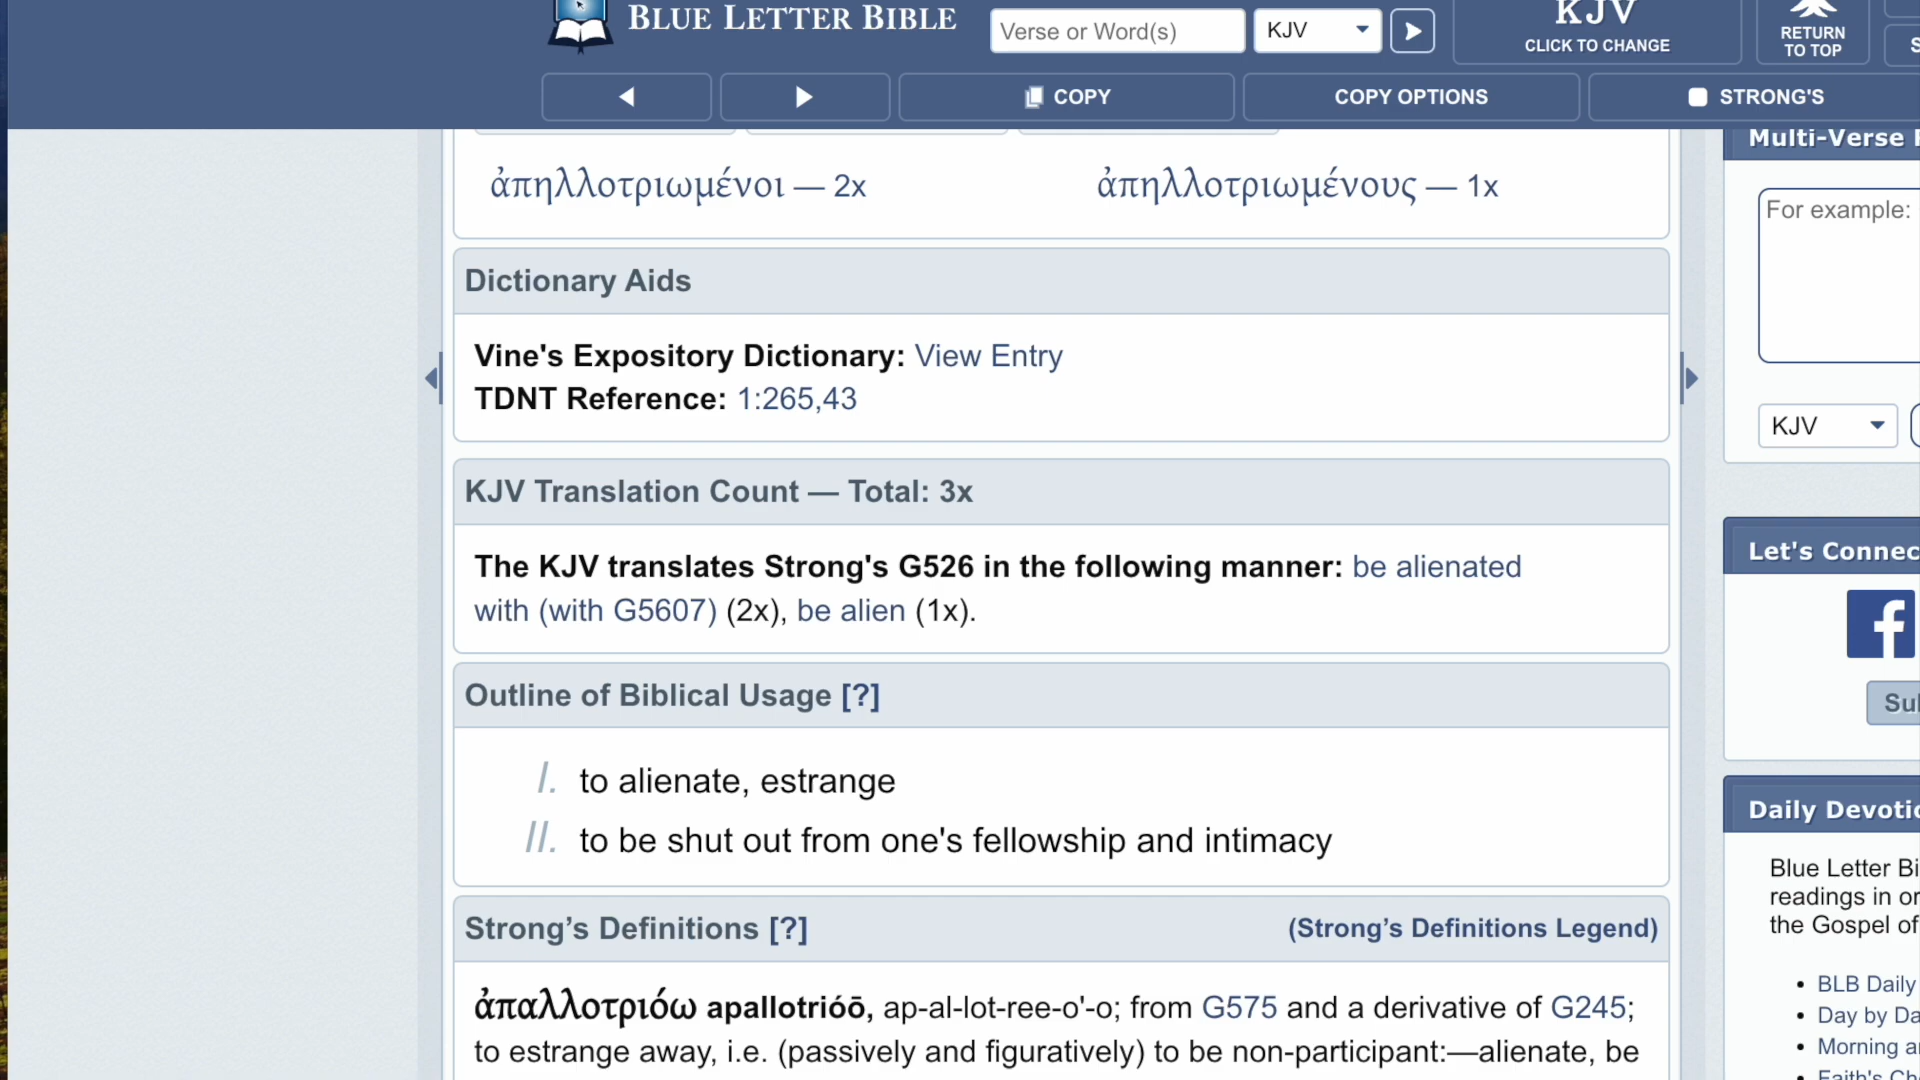 BLUE LETTER BIBLE
Verse or Word(s)
KJV
KJV
CLICK TO CHANGE
RETURN
TO TOP
COPY
COPY OPTIONS
STRONG'S
ἀπηλλοτριωμένοι — 2x
ἀπηλλοτριωμένους — 1x
Dictionary Aids
Vine's Expository Dictionary: View Entry
TDNT Reference: 1:265,43
KJV Translation Count — Total: 3x
The KJV translates Strong's G526 in the following manner: be alienated
with (with G5607) (2x), be alien (1x).
Outline of Biblical Usage [?]
I. to alienate, estrange
II. to be shut out from one's fellowship and intimacy
Strong’s Definitions [?]
(Strong’s Definitions Legend)
ἀπαλλοτριόω apallotrióō, ap-al-lot-ree-o'-o; from G575 and a derivative of G245;
to estrange away, i.e. (passively and figuratively) to be non-participant:—alienate, be
Multi-Verse
For example:
KJV
Let's
Daily
Blue Letter
readings in
the Gospel of
BLB Daily
Day by
Morning